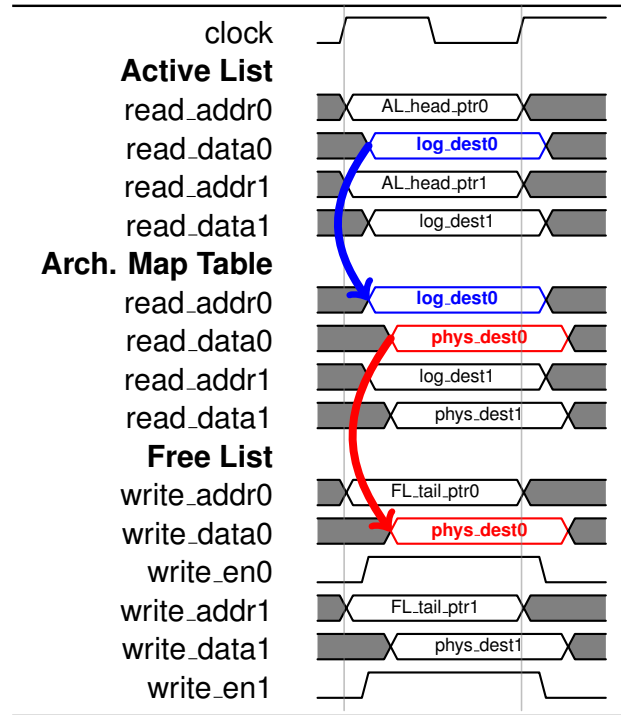 clock
Active List
read_addr0 AL_head_ptr0
read_data0 log_dest0
read_addr1 AL_head_ptr1
read_data1 log_dest1
Arch. Map Table
read_addr0 log_dest0
read_data0 phys_dest0
read_addr1 log_dest1
read_data1 phys_dest1
Free List
write_addr0 FL_tail_ptr0
write_data0 phys_dest0
write_en0
write_addr1 FL_tail_ptr1
write_data1 phys_dest1
write_en1